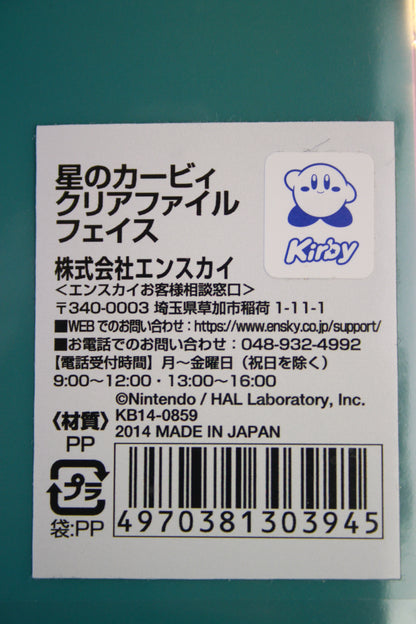 星のカービィ
クリアファイル
フェイス
Kirby
株式会社エンスカイ
＜エンスカイお客様相談窓口＞
〒340-0003 埼玉県草加市稲荷 1-11-1
■WEBでのお問い合わせ：https://www.ensky.co.jp/support/
■お電話でのお問い合わせ：048-932-4992
【電話受付時間】月～金曜日（祝日を除く）
9:00～12:00・13:00～16:00
©Nintendo / HAL Laboratory, Inc.
KB14-0859
2014 MADE IN JAPAN
〈材質〉
PP
プラ
袋:PP
4970381303945